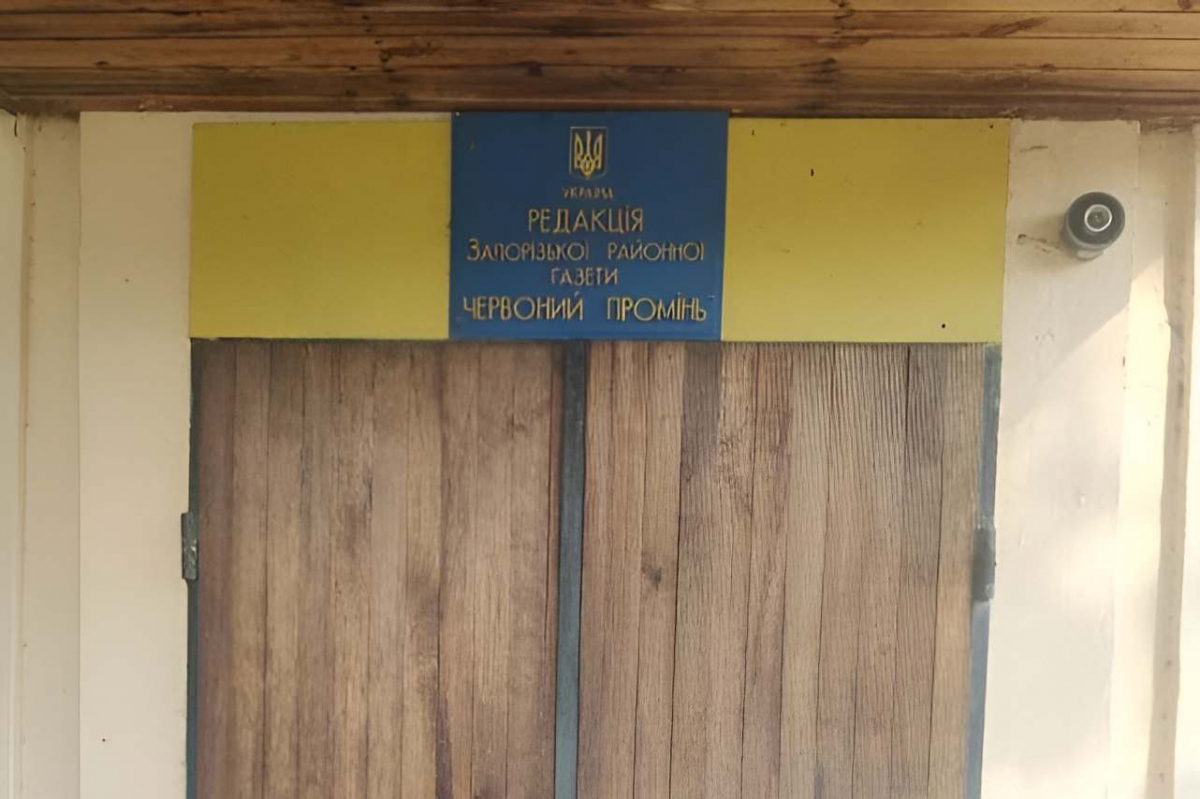 УКРАЇНА
РЕДАКЦІЯ
ЗАПОРІЗЬКОЇ РАЙОННОЇ
ГАЗЕТИ
ЧЕРВОНИЙ ПРОМІНЬ